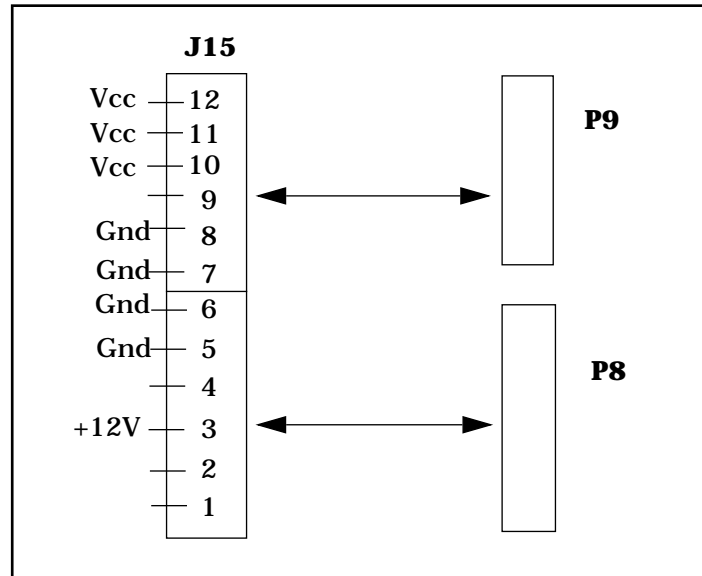 J15
Vcc 12
Vcc 11
Vcc 10
9
Gnd 8
Gnd 7
Gnd 6
Gnd 5
4
+12V 3
2
1
P9
P8